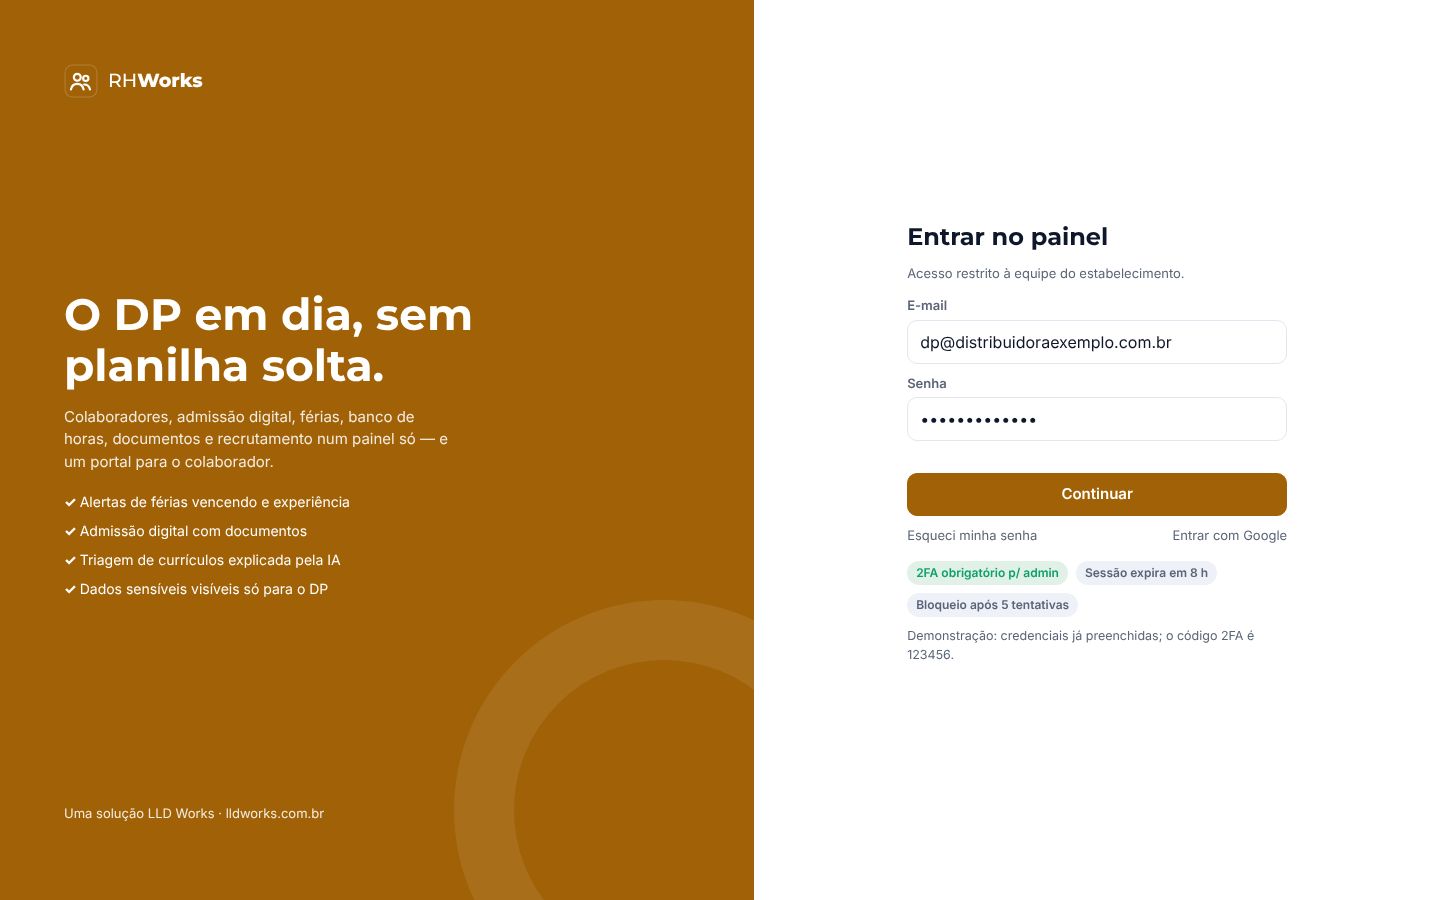 RHWorks
O DP em dia, sem
planilha solta.
Colaboradores, admissão digital, férias, banco de
horas, documentos e recrutamento num painel só — e
um portal para o colaborador.
✓ Alertas de férias vencendo e experiência
✓ Admissão digital com documentos
✓ Triagem de currículos explicada pela IA
✓ Dados sensíveis visíveis só para o DP
Uma solução LLD Works · lldworks.com.br
Entrar no painel
Acesso restrito à equipe do estabelecimento.
E-mail
dp@distribuidoraexemplo.com.br
Senha
•••••••••••••
Continuar
Esqueci minha senha
Entrar com Google
2FA obrigatório p/ admin
Sessão expira em 8 h
Bloqueio após 5 tentativas
Demonstração: credenciais já preenchidas; o código 2FA é
123456.